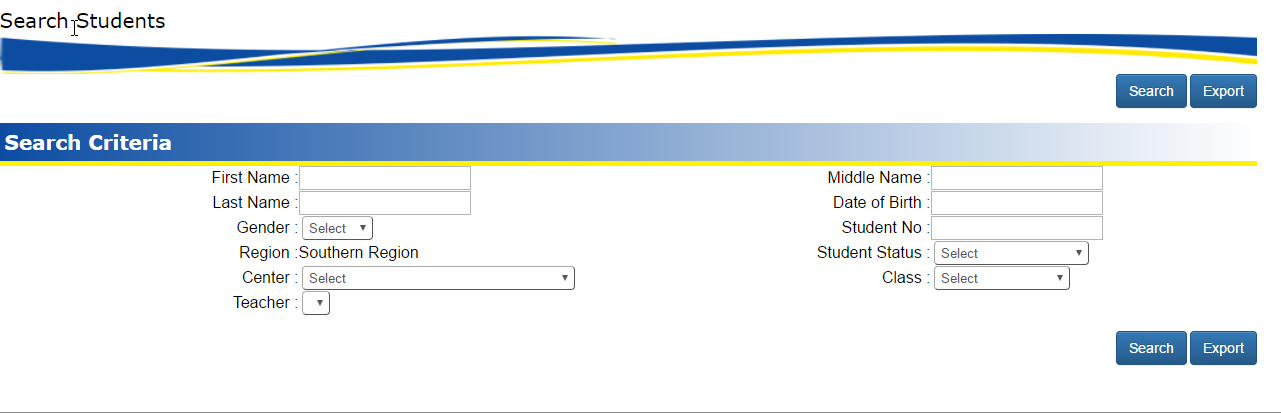 Search Students
Search Export
Search Criteria
First Name : Middle Name :
Last Name : Date of Birth :
Gender : Select Student No :
Region :Southern Region Student Status : Select
Center : Select Class : Select
Teacher :
Search Export